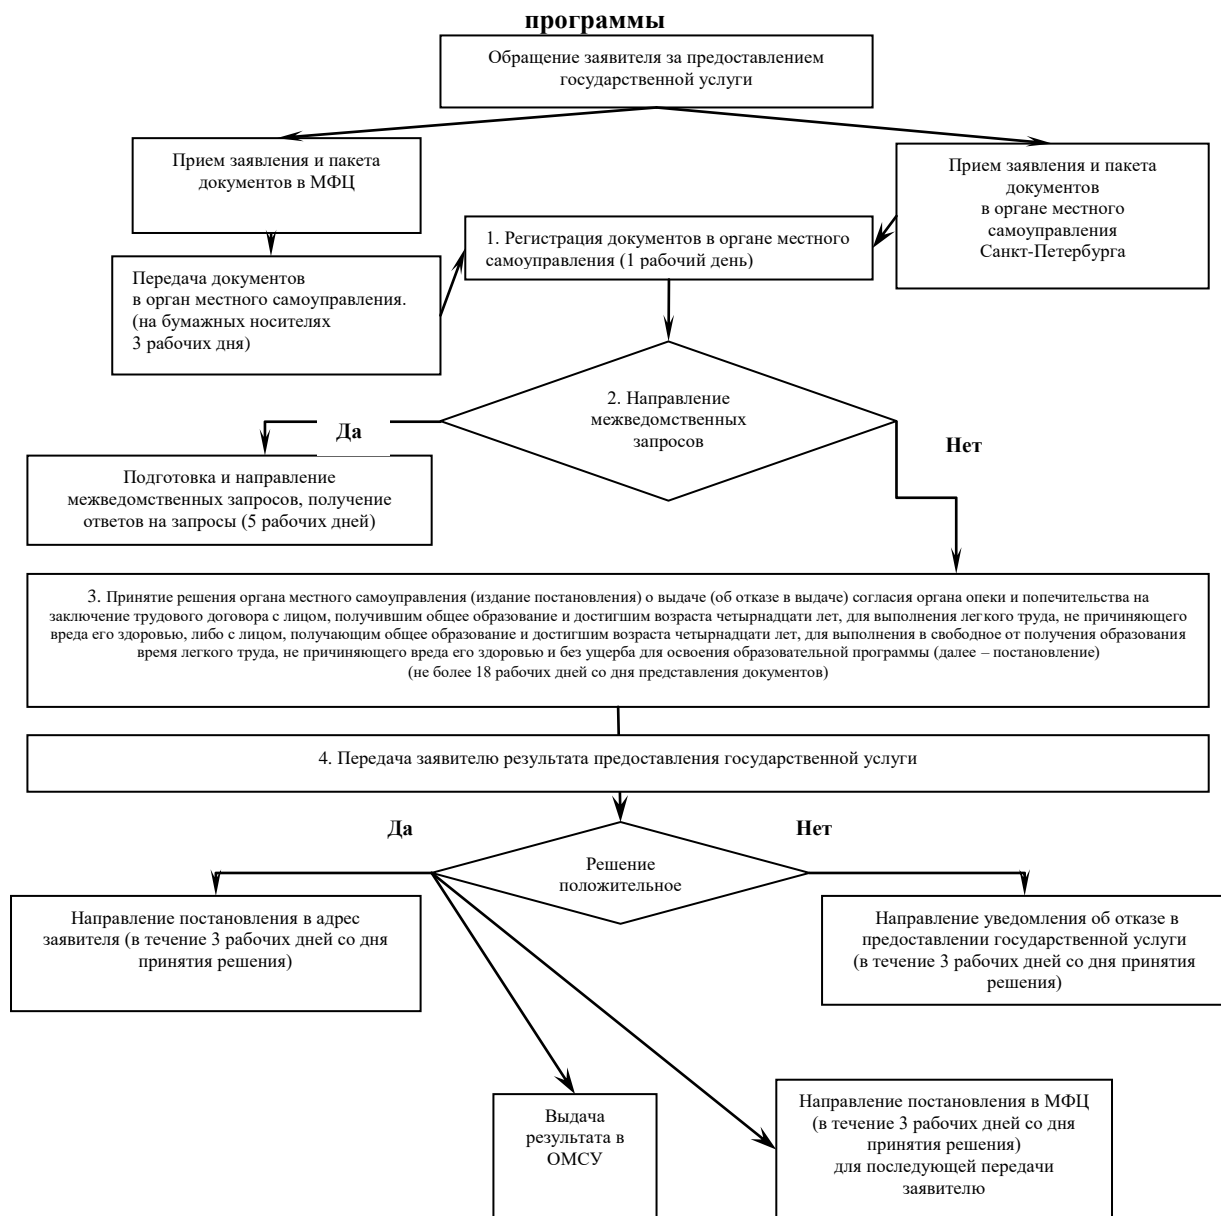 программы
Обращение заявителя за предоставлением
государственной услуги
Прием заявления и пакета
документов в МФЦ
Прием заявления и пакета
документов
в органе местного
самоуправления
Санкт-Петербурга
1. Регистрация документов в органе местного
самоуправления (1 рабочий день)
Передача документов
в орган местного самоуправления.
(на бумажных носителях
3 рабочих дня)
2. Направление
межведомственных
запросов
Да
Нет
Подготовка и направление
межведомственных запросов, получение
ответов на запросы (5 рабочих дней)
3. Принятие решения органа местного самоуправления (издание постановления) о выдаче (об отказе в выдаче) согласия органа опеки и попечительства на
заключение трудового договора с лицом, получившим общее образование и достигшим возраста четырнадцати лет, для выполнения легкого труда, не причиняющего
вреда его здоровью, либо с лицом, получающим общее образование и достигшим возраста четырнадцати лет, для выполнения в свободное от получения образования
время легкого труда, не причиняющего вреда его здоровью и без ущерба для освоения образовательной программы (далее – постановление)
(не более 18 рабочих дней со дня представления документов)
4. Передача заявителю результата предоставления государственной услуги
Да
Нет
Решение
положительное
Направление постановления в адрес
заявителя (в течение 3 рабочих дней со дня
принятия решения)
Направление уведомления об отказе в
предоставлении государственной услуги
(в течение 3 рабочих дней со дня принятия
решения)
Выдача
результата в
ОМСУ
Направление постановления в МФЦ
(в течение 3 рабочих дней со дня
принятия решения)
для последующей передачи
заявителю